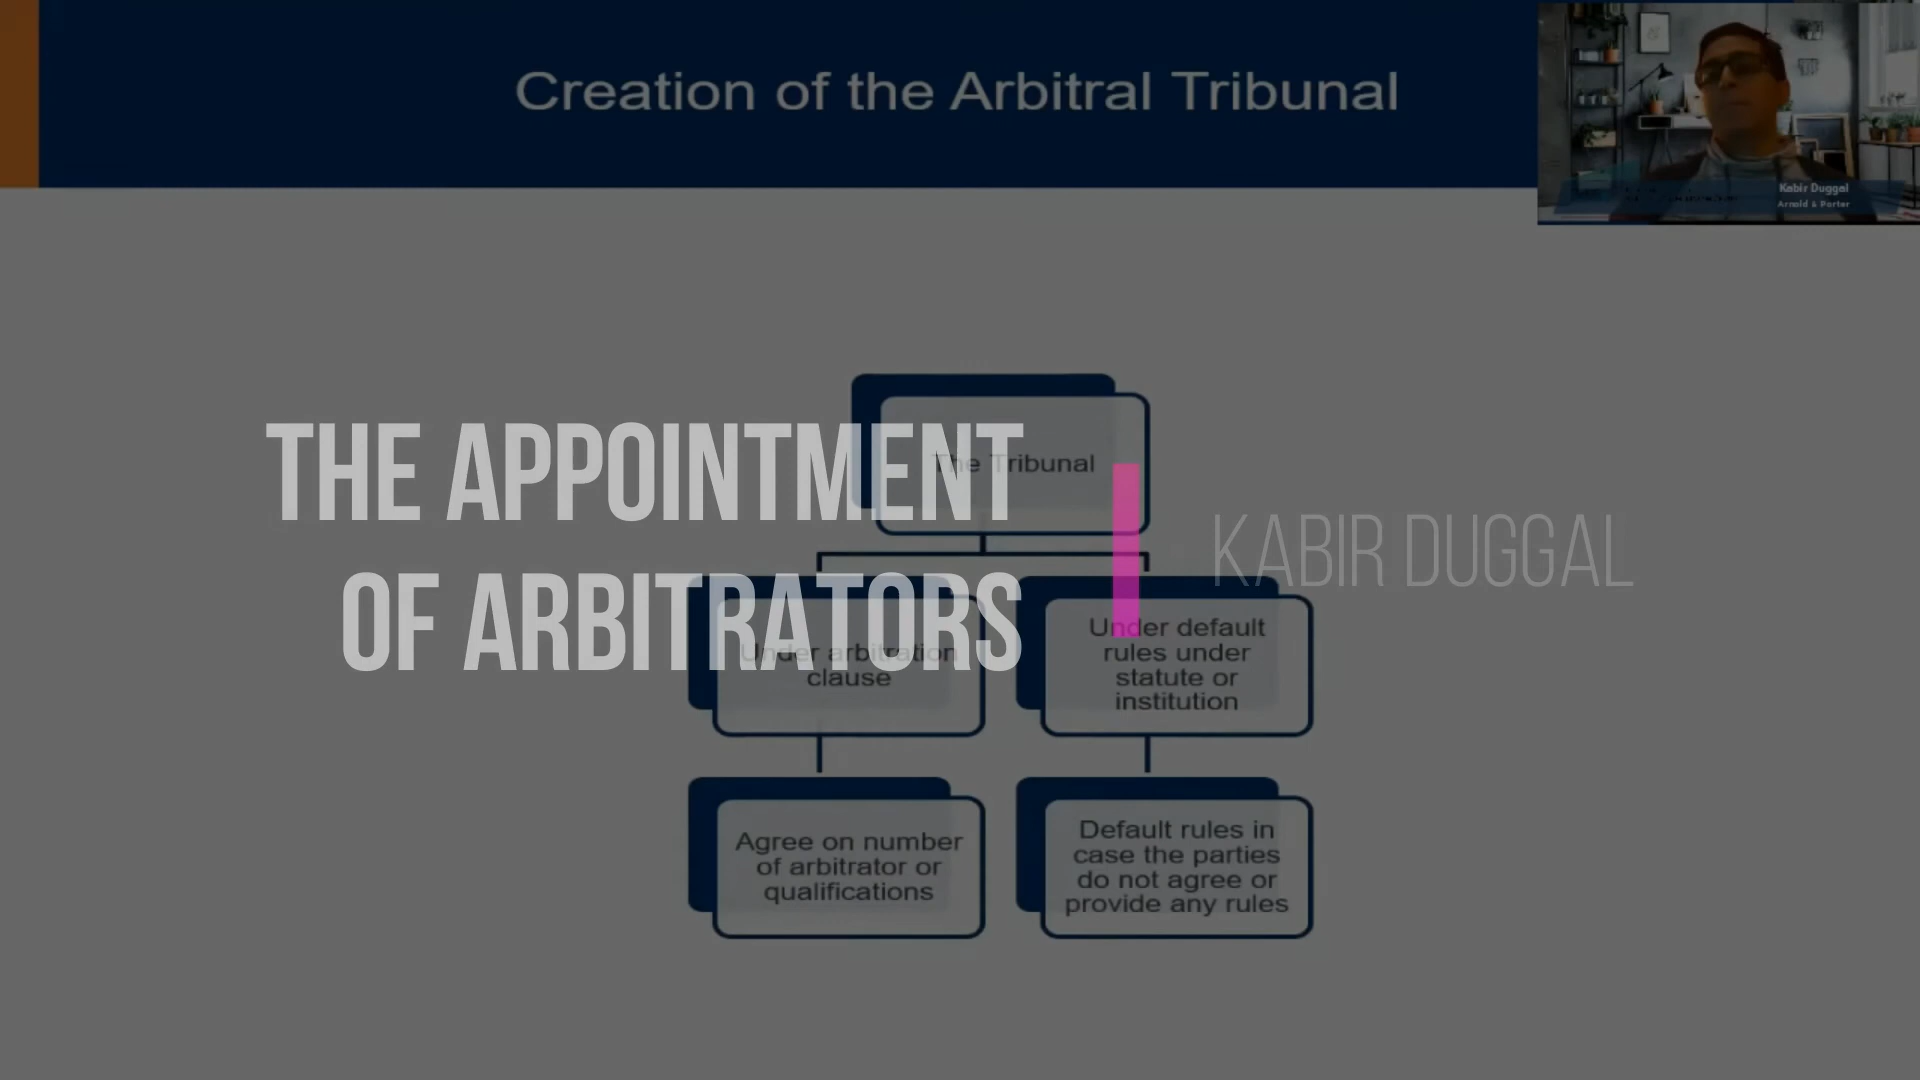 Creation of the Arbitral Tribunal
Kabir Duggal
Arnold & Porter
THE APPOINTMENT
OF ARBITRATORS
KABIR DUGGAL
The Tribunal
Under arbitration
clause
Under default
rules under
statute or
institution
Agree on number
of arbitrator or
qualifications
Default rules in
case the parties
do not agree or
provide any rules